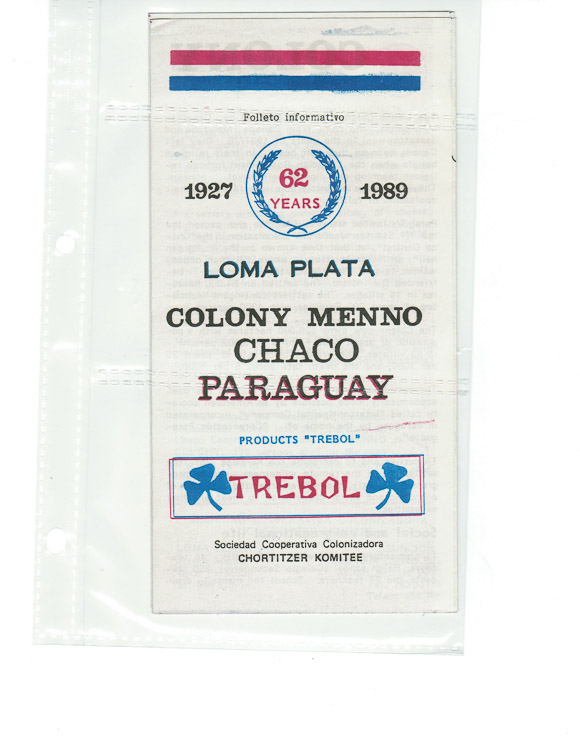 Folleto informativo
1927 62 YEARS 1989
LOMA PLATA
COLONY MENNO
CHACO
PARAGUAY
PRODUCTS "TREBOL"
TREBOL
Sociedad Cooperativa Colonizadora
CHORTITZER KOMITEE